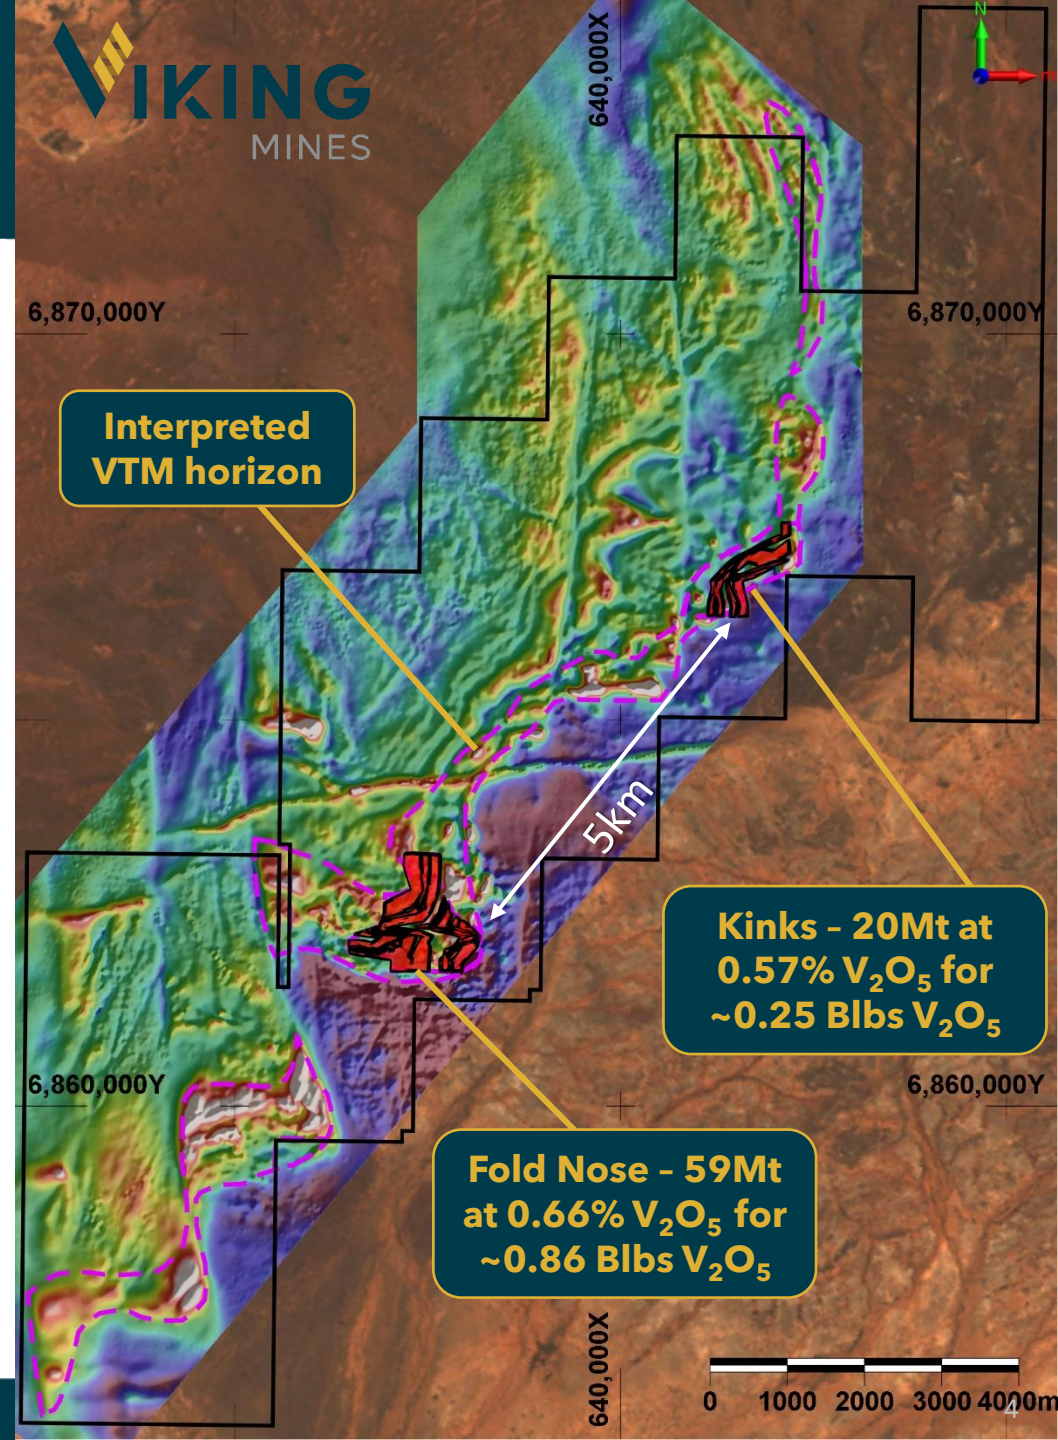 VIKING
MINES
640,000X
N
6,870,000Y
6,870,000Y
Interpreted
VTM horizon
5km
Kinks – 20Mt at
0.57% V₂O₅ for
~0.25 Blbs V₂O₅
6,860,000Y
6,860,000Y
Fold Nose – 59Mt
at 0.66% V₂O₅ for
~0.86 Blbs V₂O₅
640,000X
0 1000 2000 3000 4000m
4